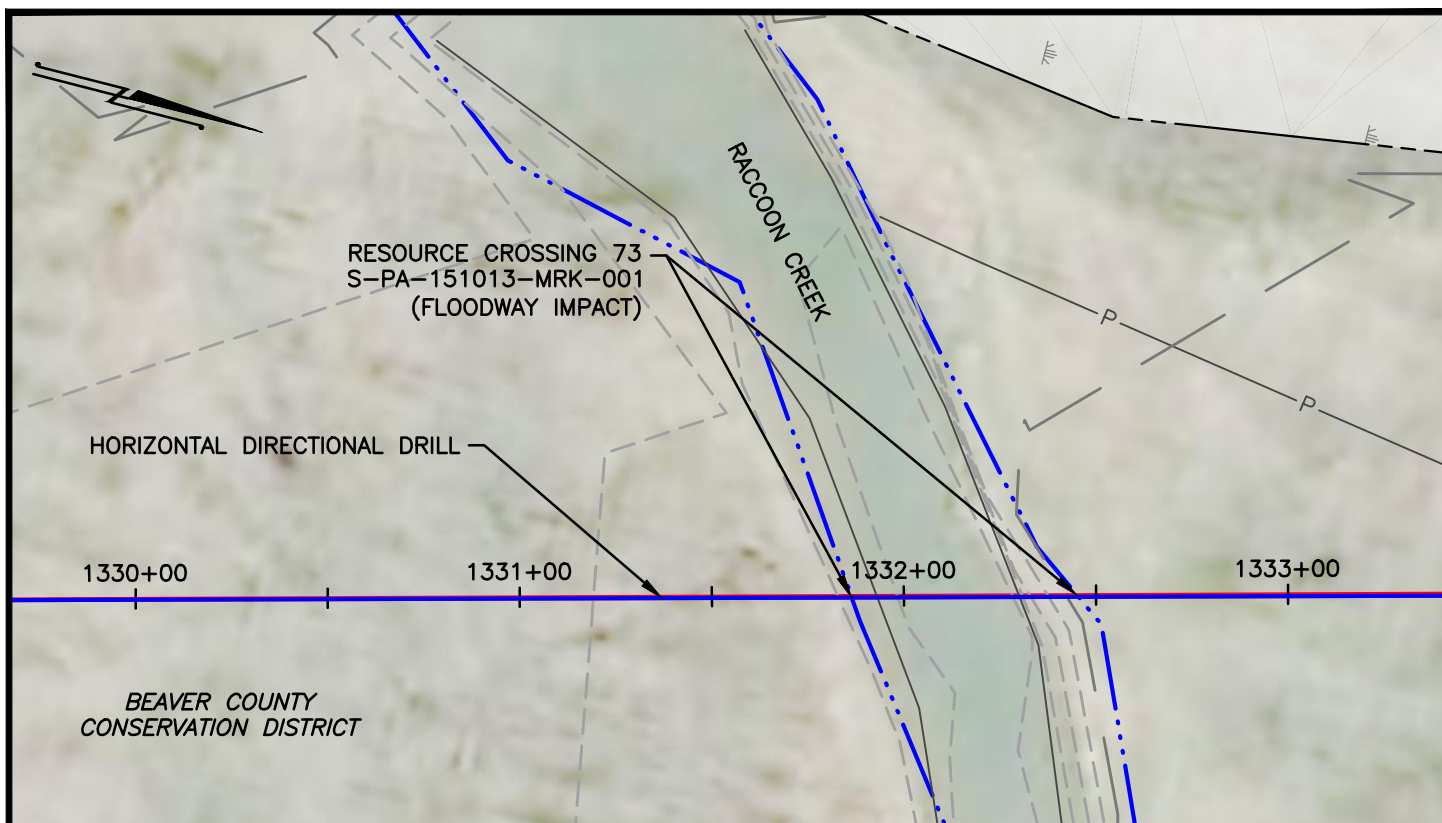 RACCOON CREEK
RESOURCE CROSSING 73
S-PA-151013-MRK-001
(FLOODWAY IMPACT)
P
P
HORIZONTAL DIRECTIONAL DRILL
1330+00
1331+00
1332+00
1333+00
BEAVER COUNTY
CONSERVATION DISTRICT